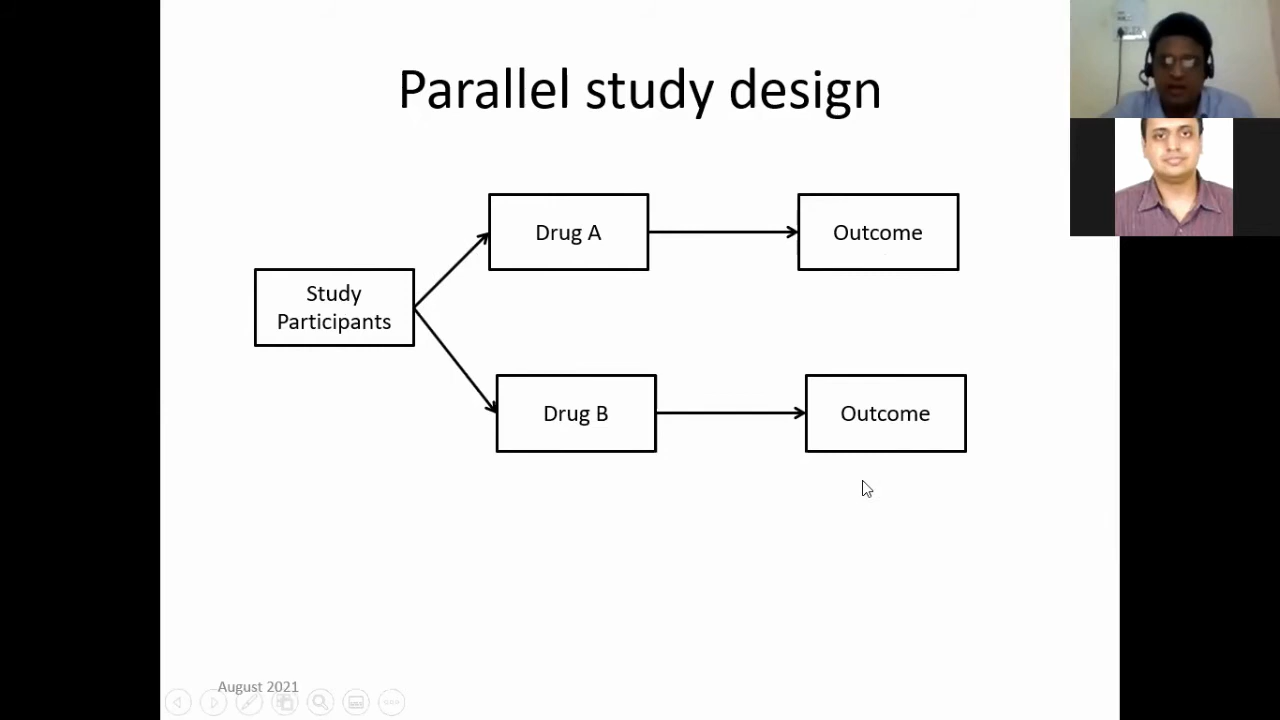 Parallel study design
Drug A
Outcome
Study
Participants
Drug B
Outcome
August 2021